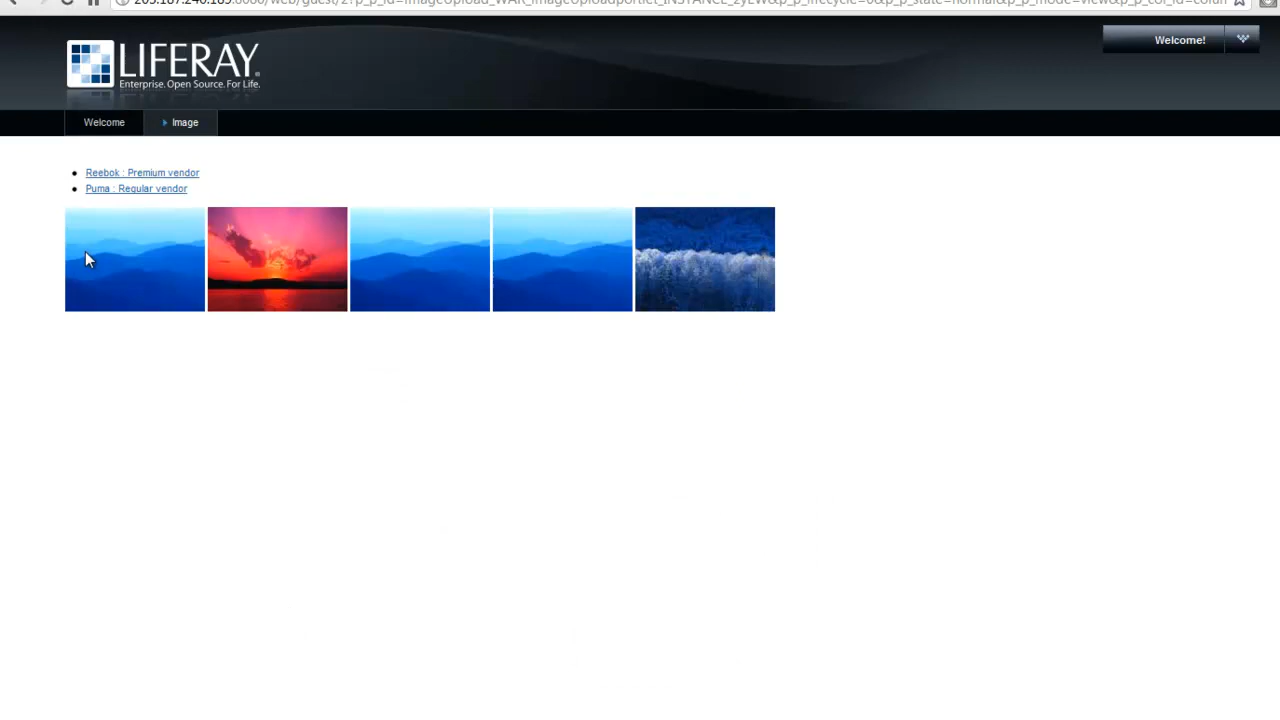 LIFERAY
Enterprise. Open Source. For Life.
Welcome!
Welcome
Image
Reebok : Premium vendor
Puma : Regular vendor